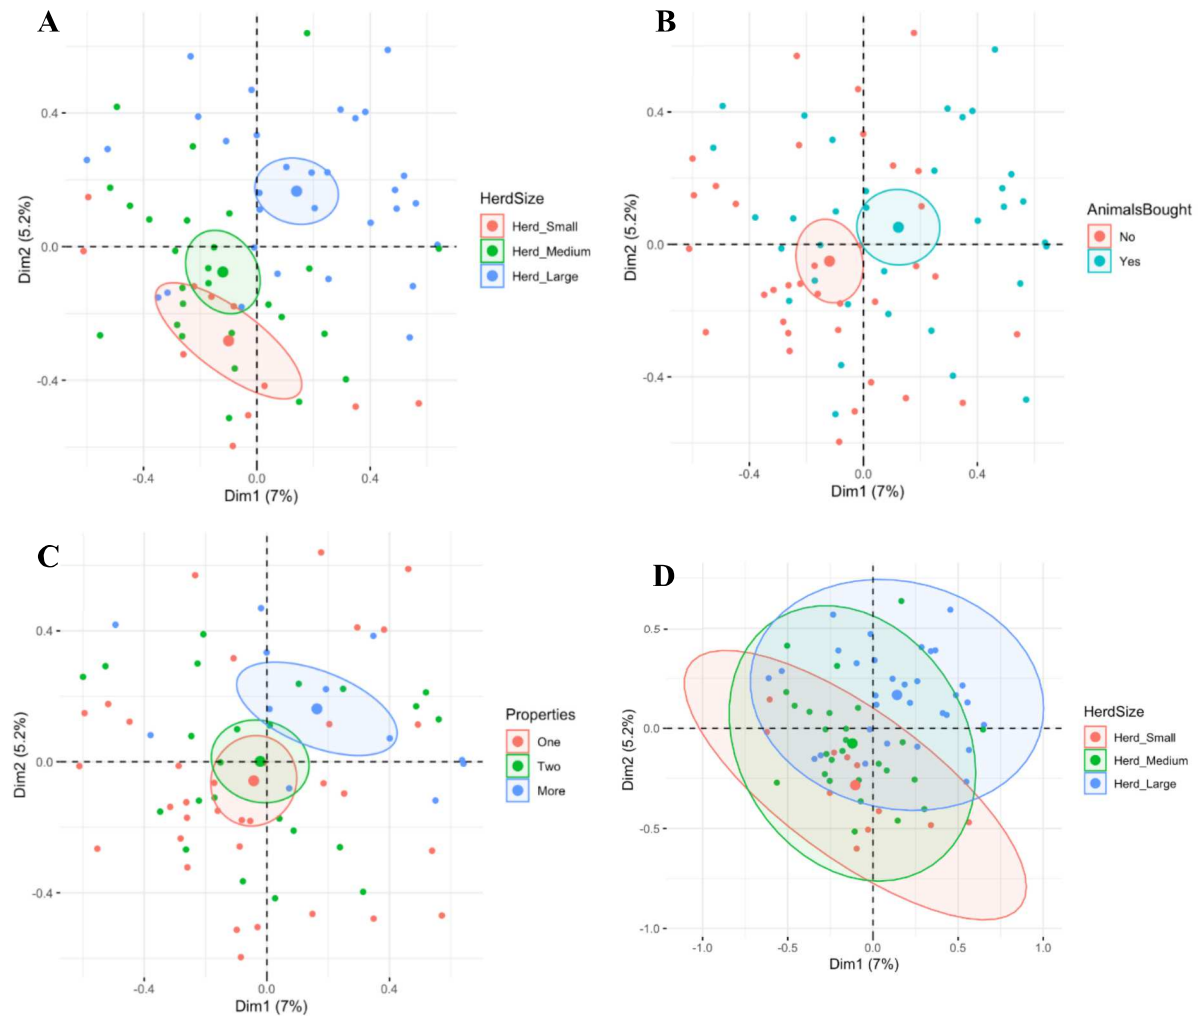 A
0.4
0.0
-0.4
Dim2 (5.2%)
-0.4
0.0
0.4
Dim1 (7%)
HerdSize
Herd_Small
Herd_Medium
Herd_Large
B
0.4
0.0
-0.4
Dim2 (5.2%)
-0.4
0.0
0.4
Dim1 (7%)
AnimalsBought
No
Yes
C
0.4
0.0
-0.4
Dim2 (5.2%)
-0.4
0.0
0.4
Dim1 (7%)
Properties
One
Two
More
D
0.5
0.0
-0.5
-1.0
Dim2 (5.2%)
-1.0
-0.5
0.0
0.5
1.0
Dim1 (7%)
HerdSize
Herd_Small
Herd_Medium
Herd_Large